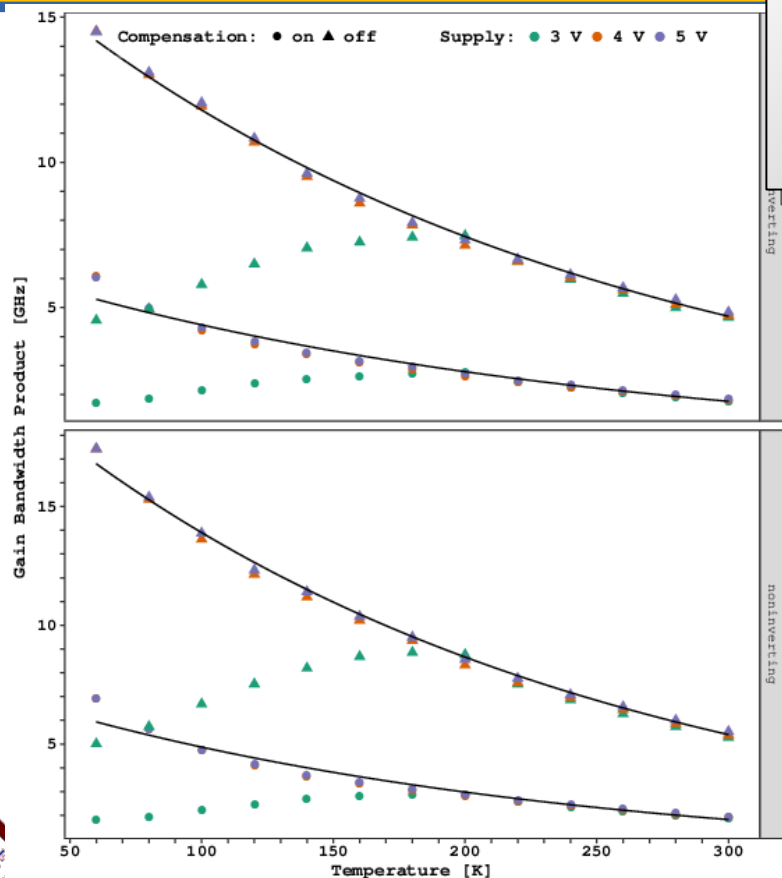 15
Compensation: ● on ▲ off Supply: ● 3 V ● 4 V ● 5 V
10
5
Gain Bandwidth Product [GHz]
15
10
5
noninverting
50 100 150 200 250 300
Temperature [K]